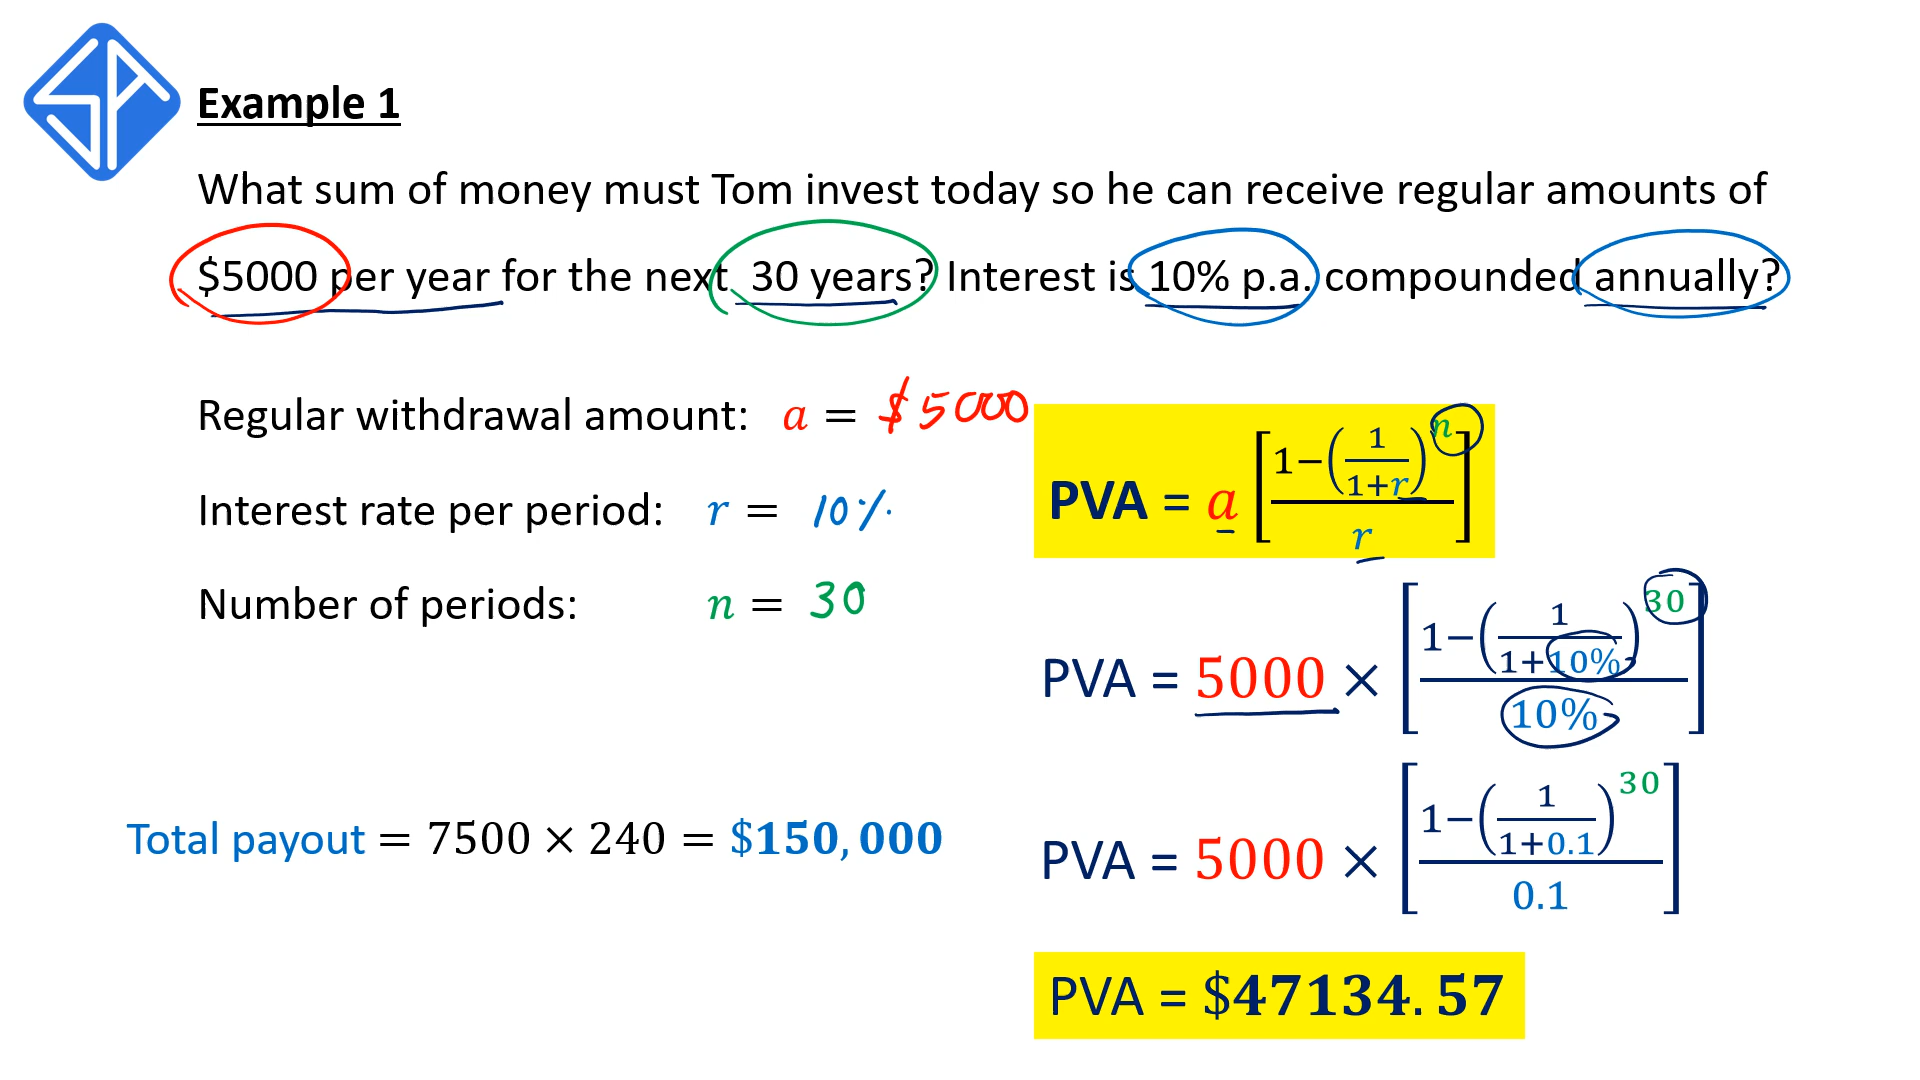 Example 1
What sum of money must Tom invest today so he can receive regular amounts of
$5000 per year for the next 30 years? Interest is 10% p.a. compounded annually?
Regular withdrawal amount: a = $5000
Interest rate per period: r = 10%
Number of periods: n = 30
Total payout = 7500 × 240 = $150,000
PVA = a [(1−(1/(1+r))^n)/r]
PVA = 5000 × [(1−(1/(1+10%))^30)/10%]
PVA = 5000 × [(1−(1/(1+0.1))^30)/0.1]
PVA = $47134.57